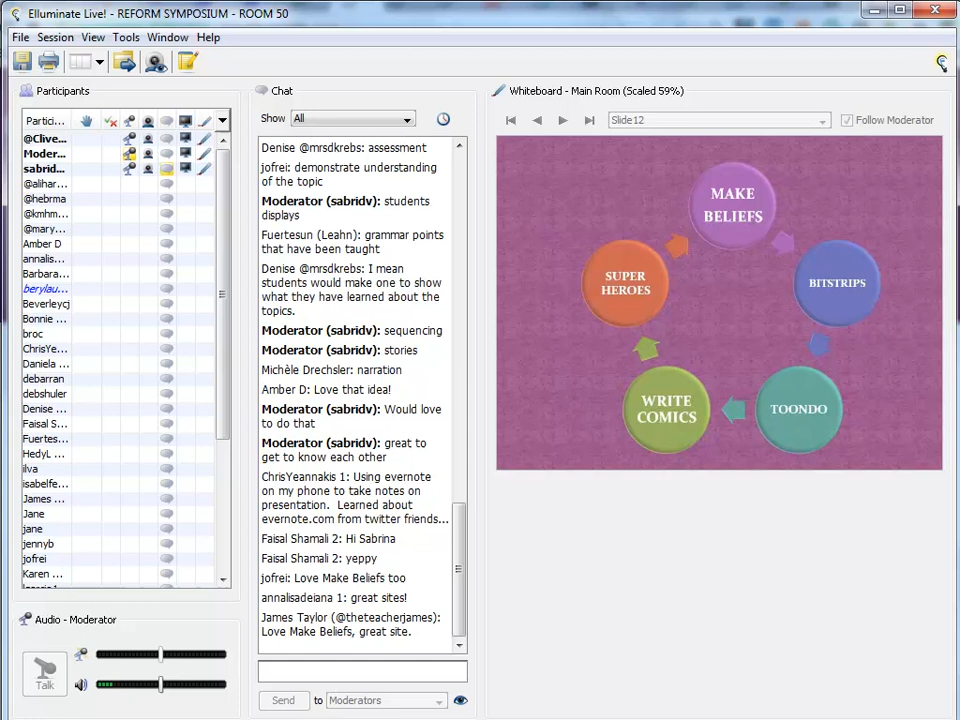 Elluminate Live! - REFORM SYMPOSIUM - ROOM 50
File Session View Tools Window Help
Participants
Partici...
@Clive...
Moder...
sabrid...
@alihar...
@hebrma
@kmhm...
@mary...
Amber D
annalis...
Barbara...
berylau...
Beverleycj
Bonnie ...
broc
ChrisYe...
Daniela ...
debarran
debshuler
Denise ...
Faisal S...
Fuertes...
HedyL ...
ilva
isabelfe...
James ...
Jane
jane
jennyb
jofrei
Karen ...
Audio - Moderator
Talk
Chat
Show All
Denise @mrsdkrebs: assessment
jofrei: demonstrate understanding
of the topic
Moderator (sabridv): students
displays
Fuertesun (Leahn): grammar points
that have been taught
Denise @mrsdkrebs: I mean
students would make one to show
what they have learned about the
topics.
Moderator (sabridv): sequencing
Moderator (sabridv): stories
Michèle Drechsler: narration
Amber D: Love that idea!
Moderator (sabridv): Would love
to do that
Moderator (sabridv): great to
get to know each other
ChrisYeannakis 1: Using evernote
on my phone to take notes on
presentation. Learned about
evernote.com from twitter friends...
Faisal Shamali 2: Hi Sabrina
Faisal Shamali 2: yeppy
jofrei: Love Make Beliefs too
annalisadeiana 1: great sites!
James Taylor (@theteacherjames):
Love Make Beliefs, great site.
Send to Moderators
Whiteboard - Main Room (Scaled 59%)
Slide12
Follow Moderator
MAKE
BELIEFS
SUPER
HEROES
BITSTRIPS
WRITE
COMICS
TOONDO